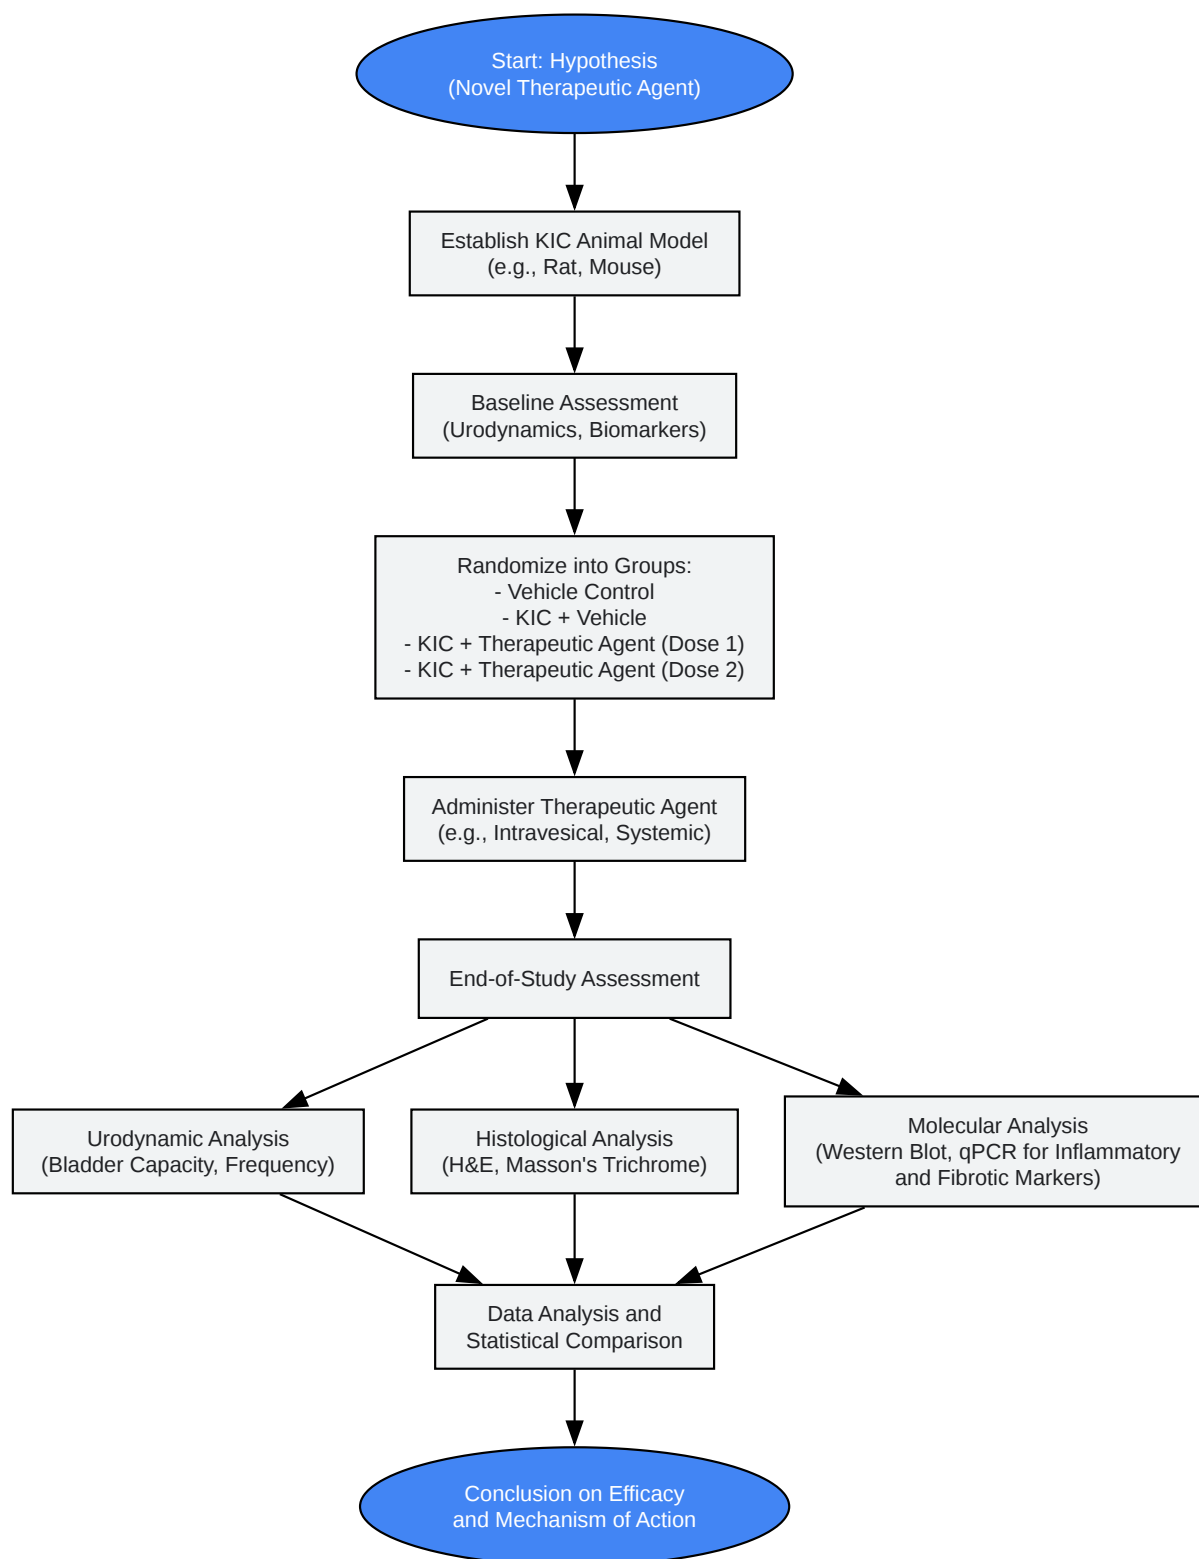 Start: Hypothesis
(Novel Therapeutic Agent)
Establish KIC Animal Model
(e.g., Rat, Mouse)
Baseline Assessment
(Urodynamics, Biomarkers)
Randomize into Groups:
- Vehicle Control
- KIC + Vehicle
- KIC + Therapeutic Agent (Dose 1)
- KIC + Therapeutic Agent (Dose 2)
Administer Therapeutic Agent
(e.g., Intravesical, Systemic)
End-of-Study Assessment
Urodynamic Analysis
(Bladder Capacity, Frequency)
Histological Analysis
(H&E, Masson's Trichrome)
Molecular Analysis
(Western Blot, qPCR for Inflammatory
and Fibrotic Markers)
Data Analysis and
Statistical Comparison
Conclusion on Efficacy
and Mechanism of Action